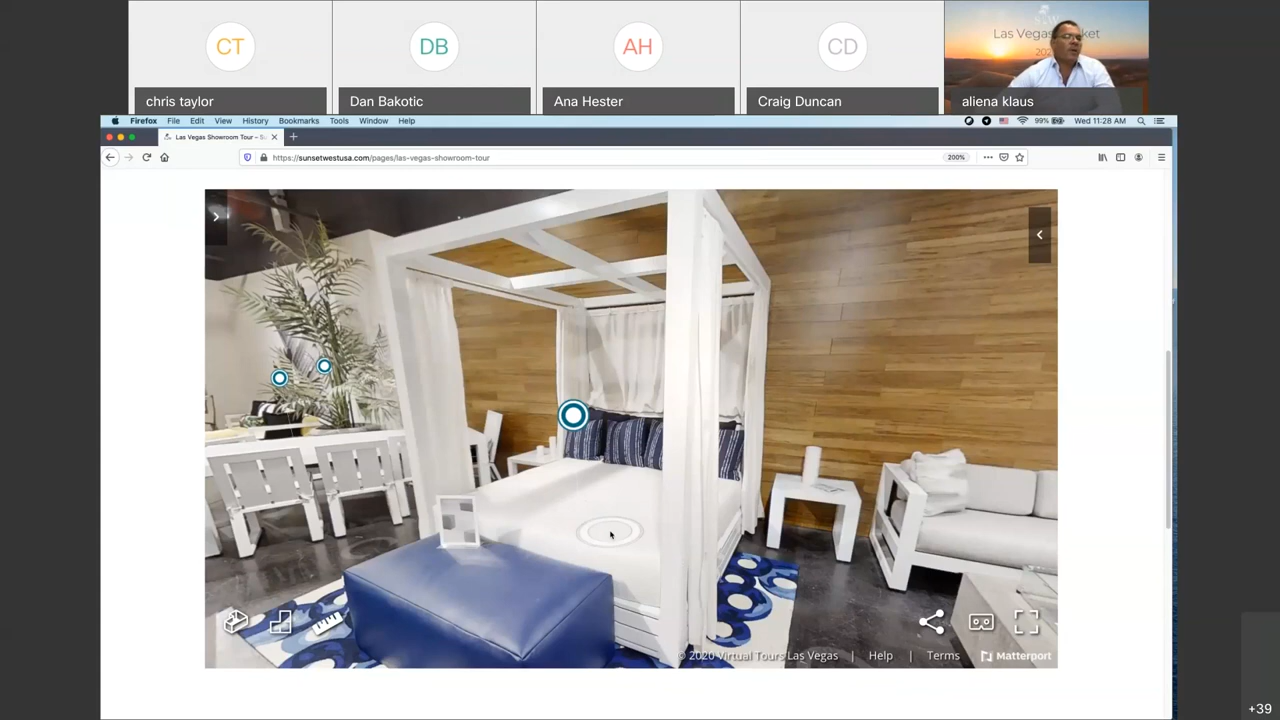 CT
DB
AH
CD
Las Vegas Market
chris taylor
Dan Bakotic
Ana Hester
Craig Duncan
aliena klaus
Firefox File Edit View History Bookmarks Tools Window Help
99% Wed 11:28 AM
Las Vegas Showroom Tour – S
https://sunsetwestusa.com/pages/las-vegas-showroom-tour
200%
© 2020 Virtual Tours Las Vegas | Help | Terms Matterport
+39